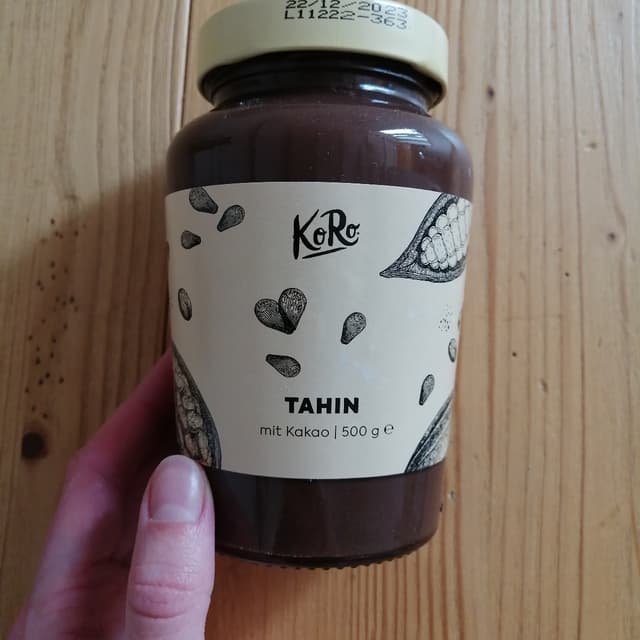 22/12/2023
L11222-363
KoRo
TAHIN
mit Kakao | 500 g ℮